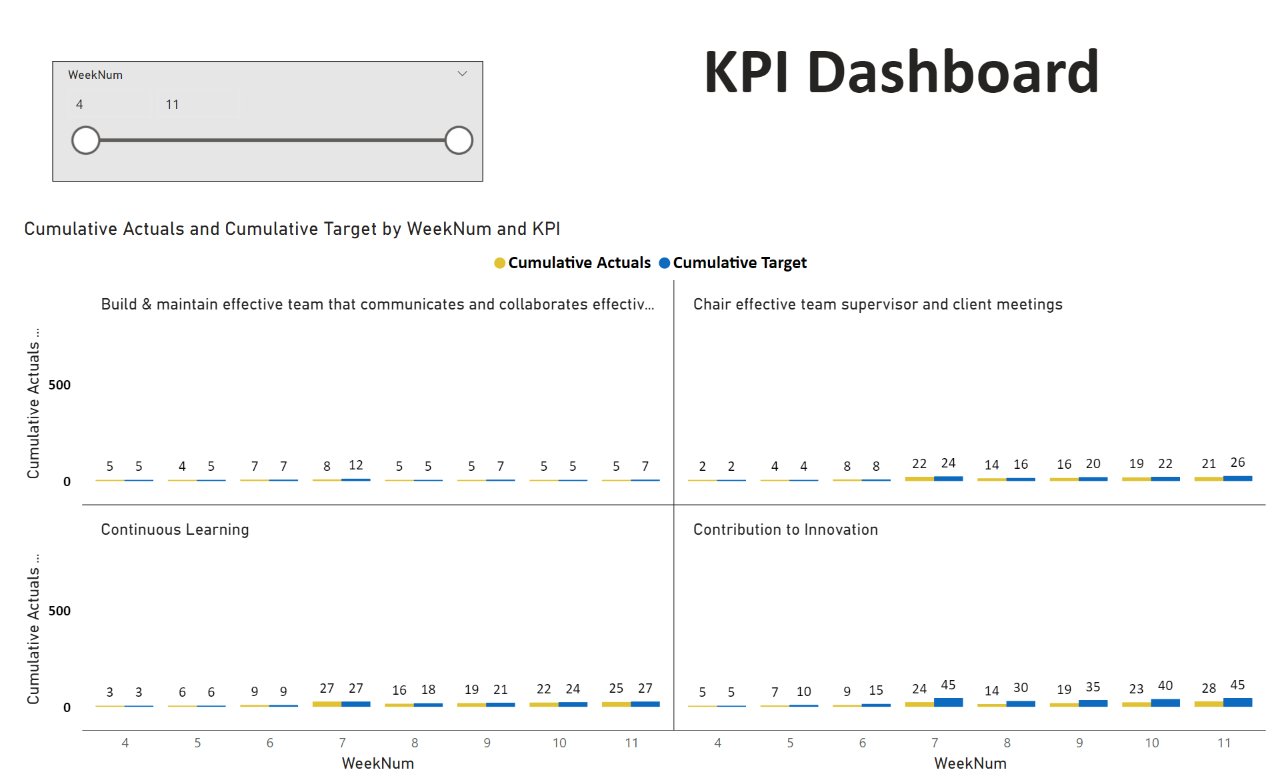 KPI Dashboard
WeekNum
4 11
Cumulative Actuals and Cumulative Target by WeekNum and KPI
Cumulative Actuals Cumulative Target
Build & maintain effective team that communicates and collaborates effectiv...
Chair effective team supervisor and client meetings
Cumulative Actuals ...
500
0
5 5 4 5 7 7 8 12 5 5 5 7 5 5 5 7
2 2 4 4 8 8 22 24 14 16 16 20 19 22 21 26
Continuous Learning
Contribution to Innovation
Cumulative Actuals ...
500
0
3 3 6 6 9 9 27 27 16 18 19 21 22 24 25 27
5 5 7 10 9 15 24 45 14 30 19 35 23 40 28 45
4 5 6 7 8 9 10 11
4 5 6 7 8 9 10 11
WeekNum
WeekNum